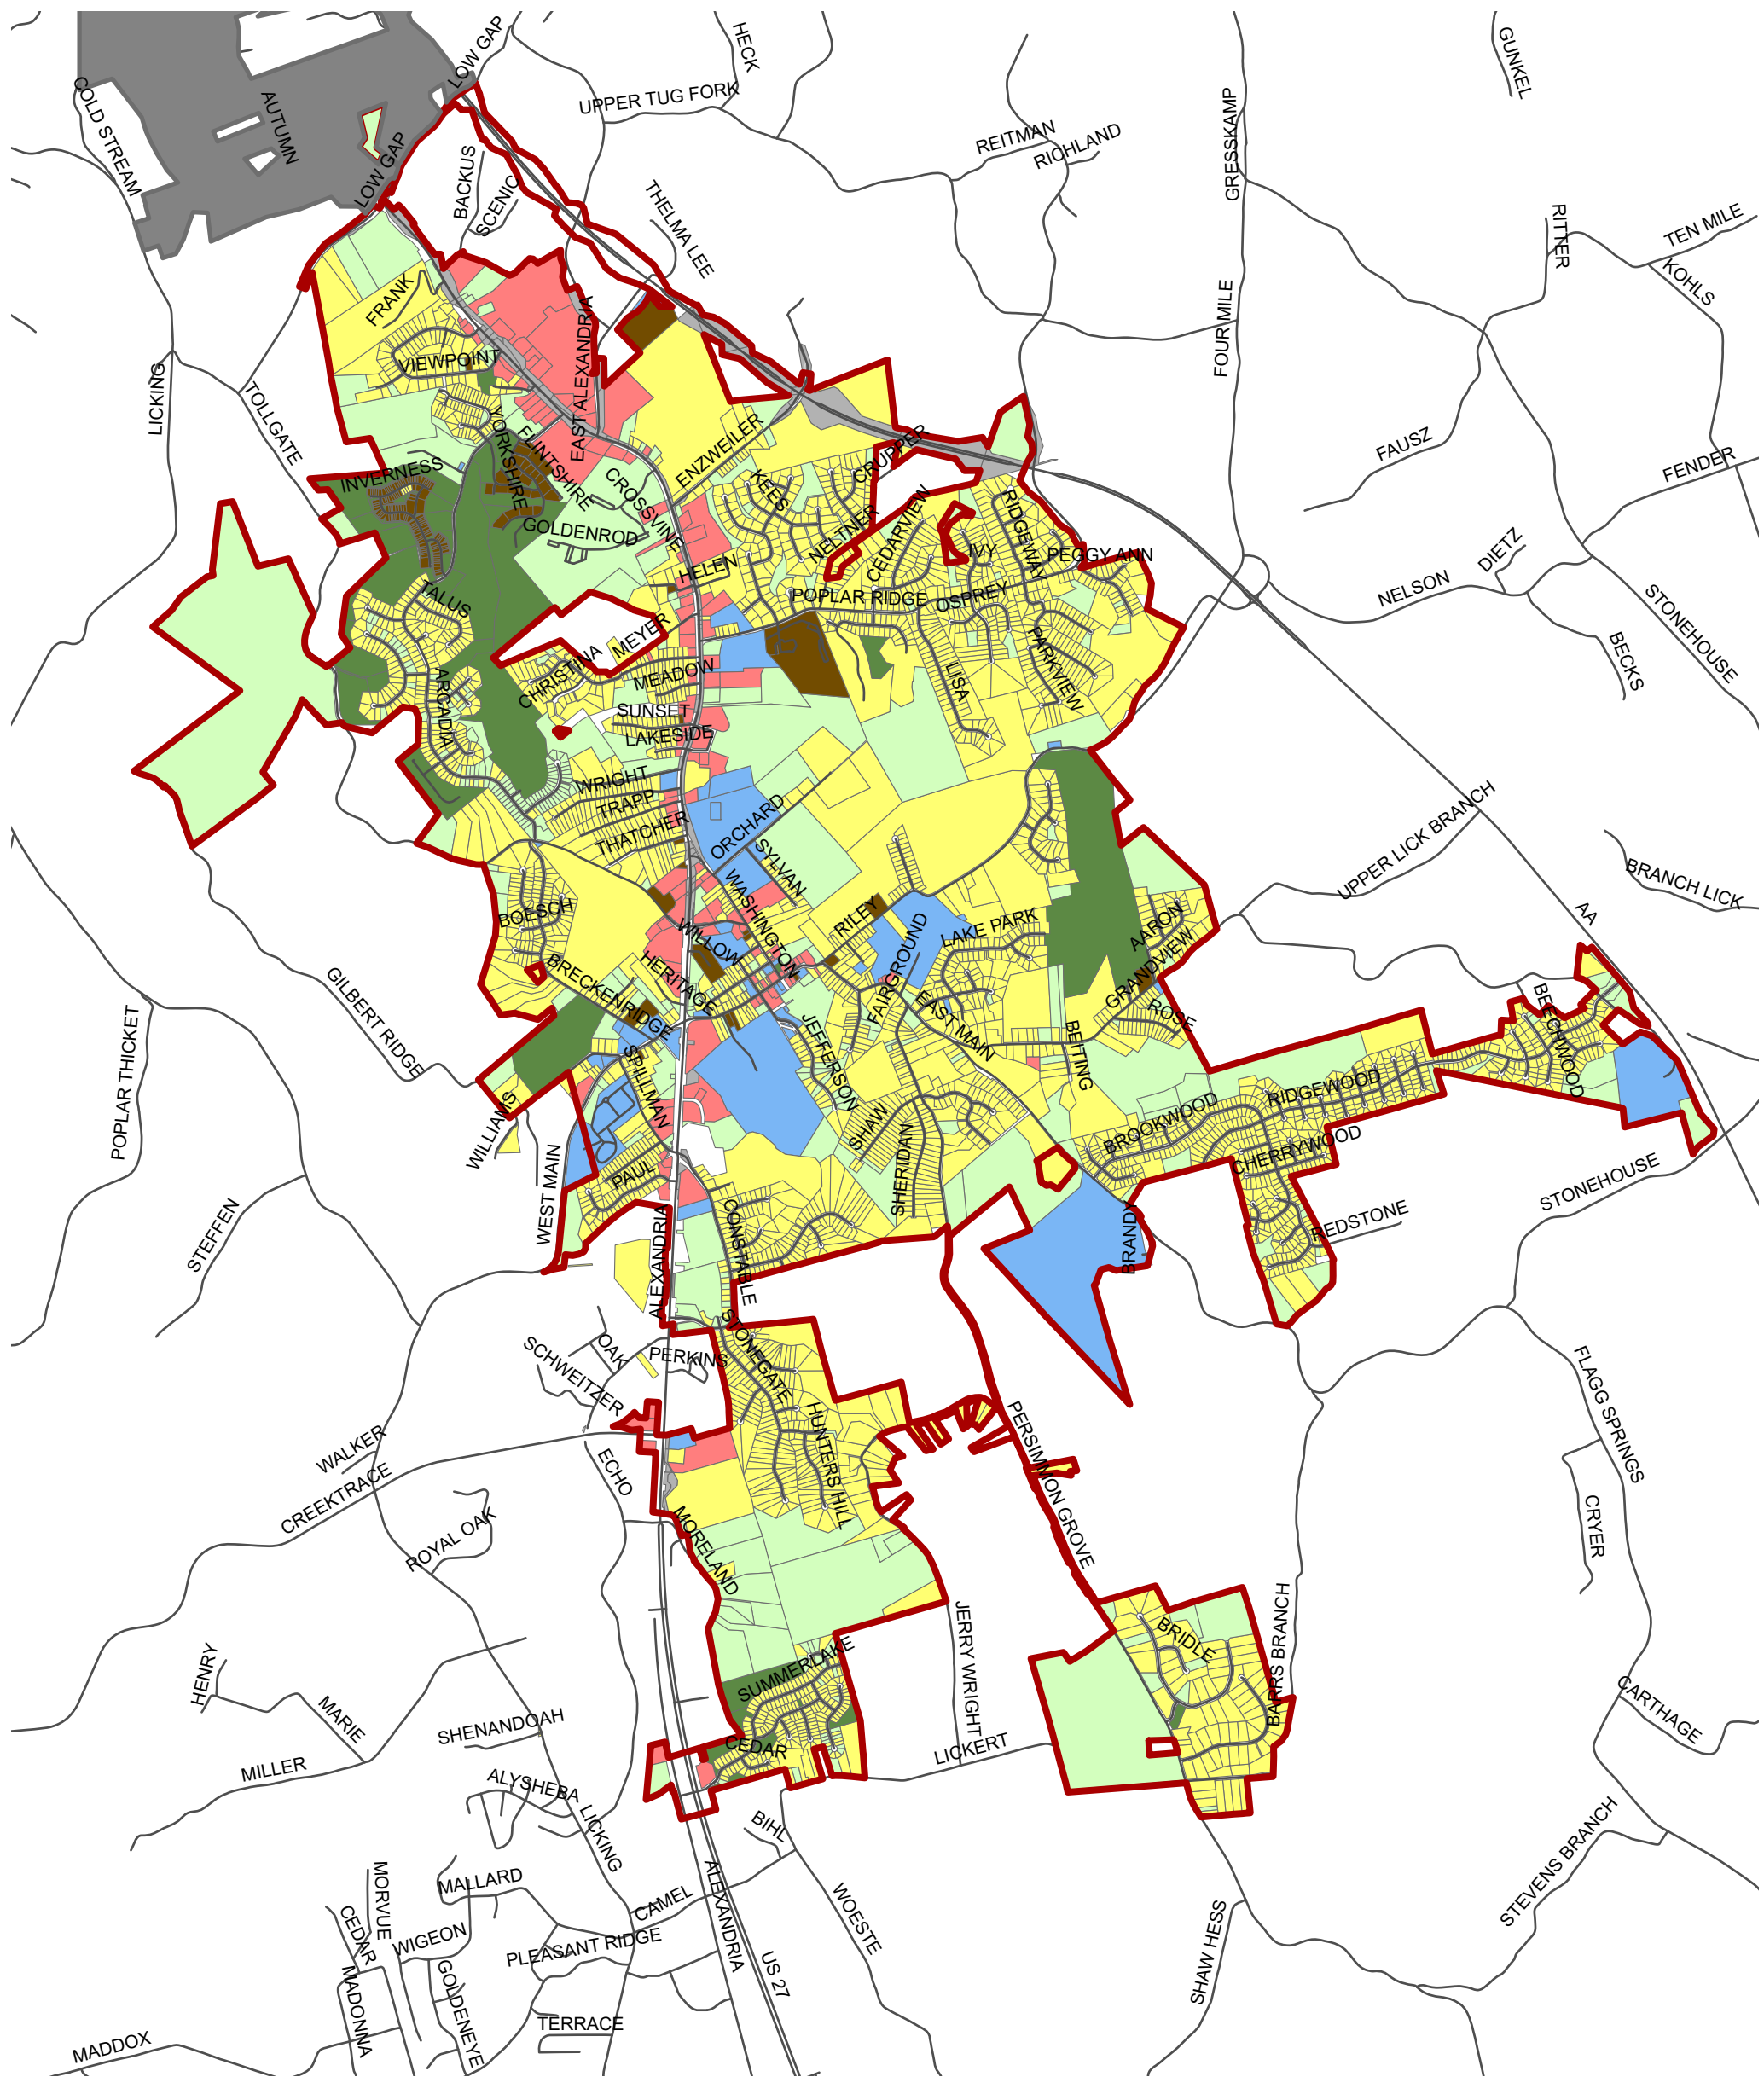 LOW GAP
HECK
GUNKEL
COLD STREAM
AUTUMN
UPPER TUG FORK
GRESSKAMP
REITMAN
RICHLAND
LOW GAP
BACKUS
SCENIC
THELMA LEE
RITTER
TEN MILE
KOHLS
FRANK
EAST ALEXANDRIA
FOUR MILE
VIEWPOINT
LICKING
TOLLGATE
YORKSHIRE
FLINTSHIRE
ENZWEILER
CRUPPER
FAUSZ
FENDER
INVERNESS
CROSSVINE
KEES
GOLDENROD
NELTNER
CEDARVIEW
RIDGEWAY
IVY
PEGGY ANN
DIETZ
HELEN
NELSON
TALUS
POPLAR RIDGE
OSPREY
STONEHOUSE
MEYER
CHRISTINA
PARKVIEW
BECKS
MEADOW
LISA
ARCADIA
SUNSET
LAKESIDE
WRIGHT
TRAPP
THATCHER
ORCHARD
SYLVAN
UPPER LICK BRANCH
BRANCH LICK
WASHINGTON
BOESCH
RILEY
LAKE PARK
AARON
AA
WILLOW
FAIRGROUND
GRANDVIEW
BRECKENRIDGE
HERITAGE
GILBERT RIDGE
EAST MAIN
ROSE
BEECHWOOD
POPLAR THICKET
SPILLMAN
JEFFERSON
BEITING
RIDGEWOOD
WILLIAMS
SHAW
BROOKWOOD
CHERRYWOOD
PAUL
SHERIDAN
STONEHOUSE
WEST MAIN
STEFFEN
CONSTABLE
BRANDY
REDSTONE
ALEXANDRIA
STONEGATE
OAK
PERKINS
SCHWEITZER
FLAGG SPRINGS
HUNTERS HILL
PERSIMMON GROVE
WALKER
CREEKTRACE
ECHO
CRYER
ROYAL OAK
MORELAND
JERRY WRIGHT
BARRS BRANCH
BRIDLE
HENRY
SUMMERLAKE
MARIE
SHENANDOAH
CARTHAGE
CEDAR
LICKERT
MILLER
ALYSHEBA
LICKING
BIHL
STEVENS BRANCH
MORVUE
MALLARD
ALEXANDRIA
CAMEL
WOESTE
CEDAR
WIGEON
PLEASANT RIDGE
SHAW HESS
GOLDENEYE
MADONNA
US 27
TERRACE
MADDOX